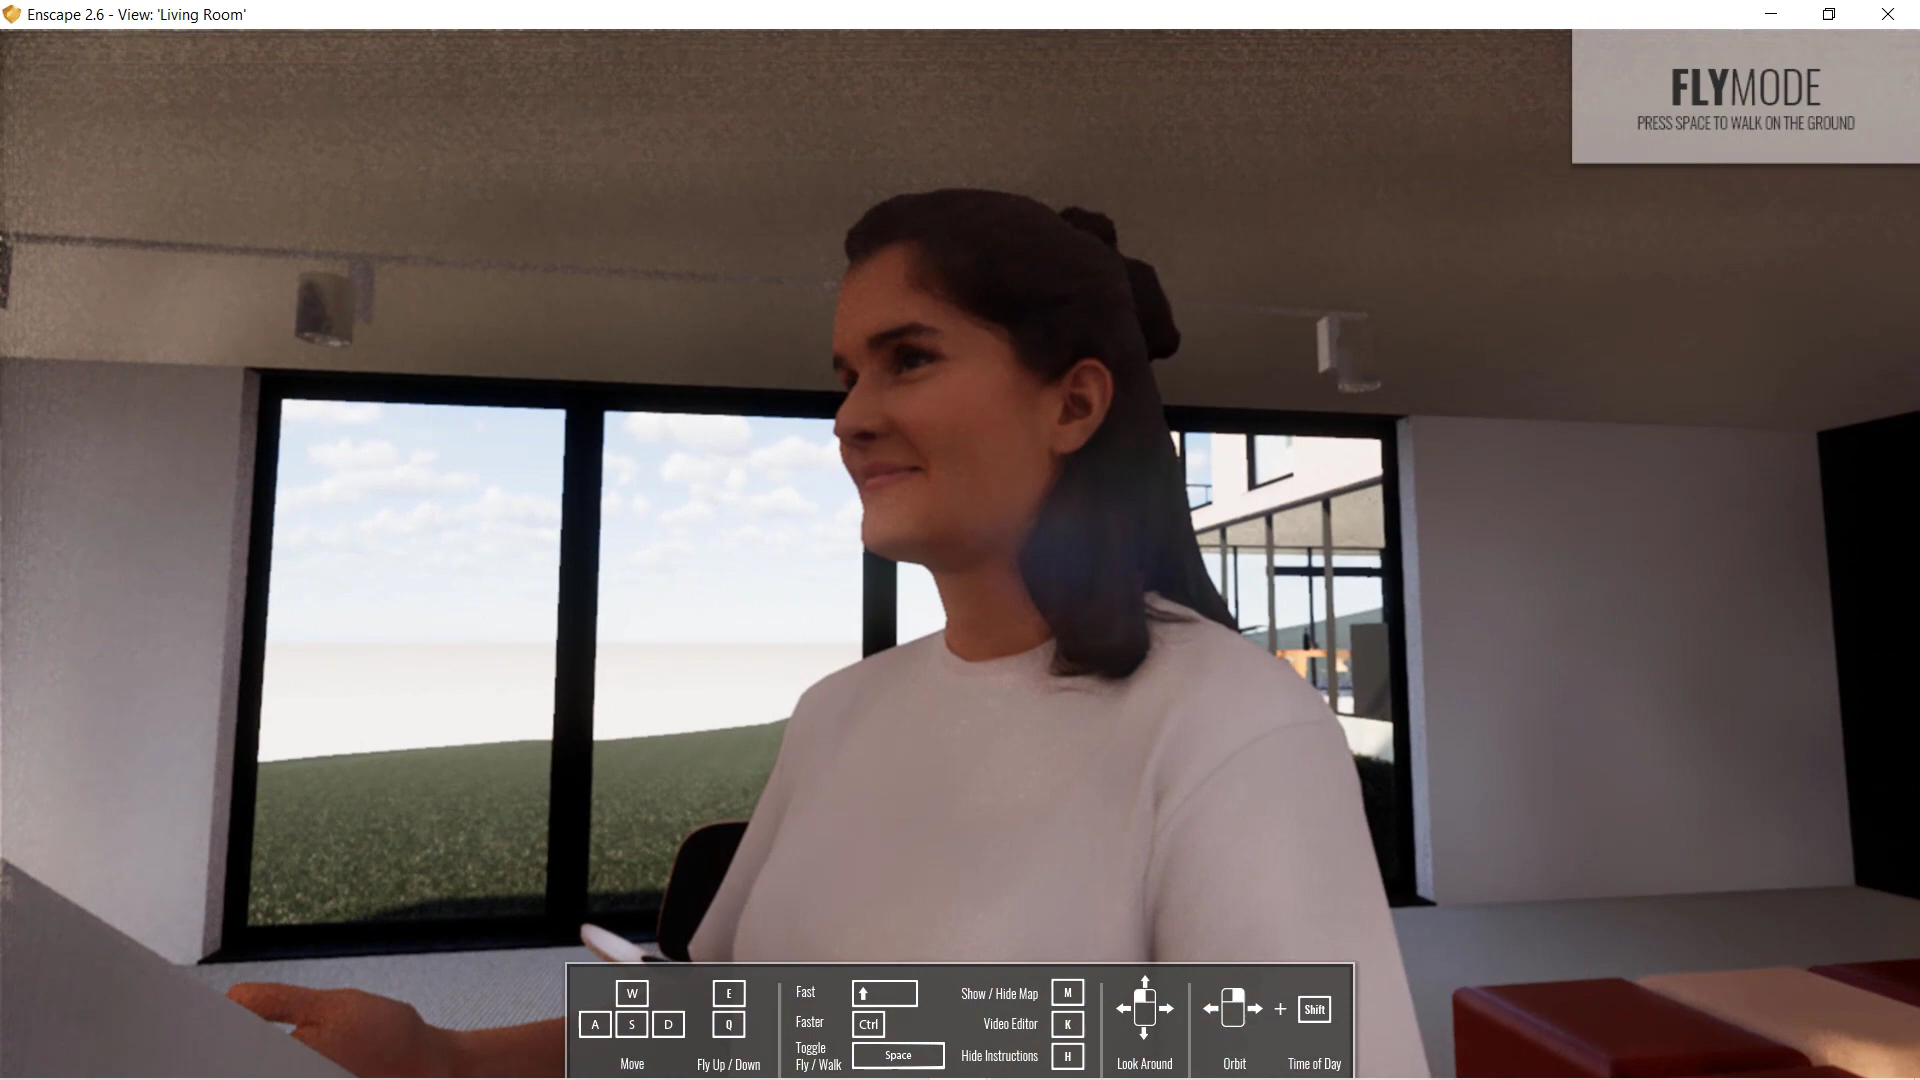 Enscape 2.6 - View: 'Living Room'
FLYMODE
PRESS SPACE TO WALK ON THE GROUND
W
A S D
Move
E
Q
Fly Up / Down
Fast
Faster
Ctrl
Toggle
Fly / Walk
Space
Show / Hide Map
M
Video Editor
K
Hide Instructions
H
Look Around
Orbit
+
Shift
Time of Day